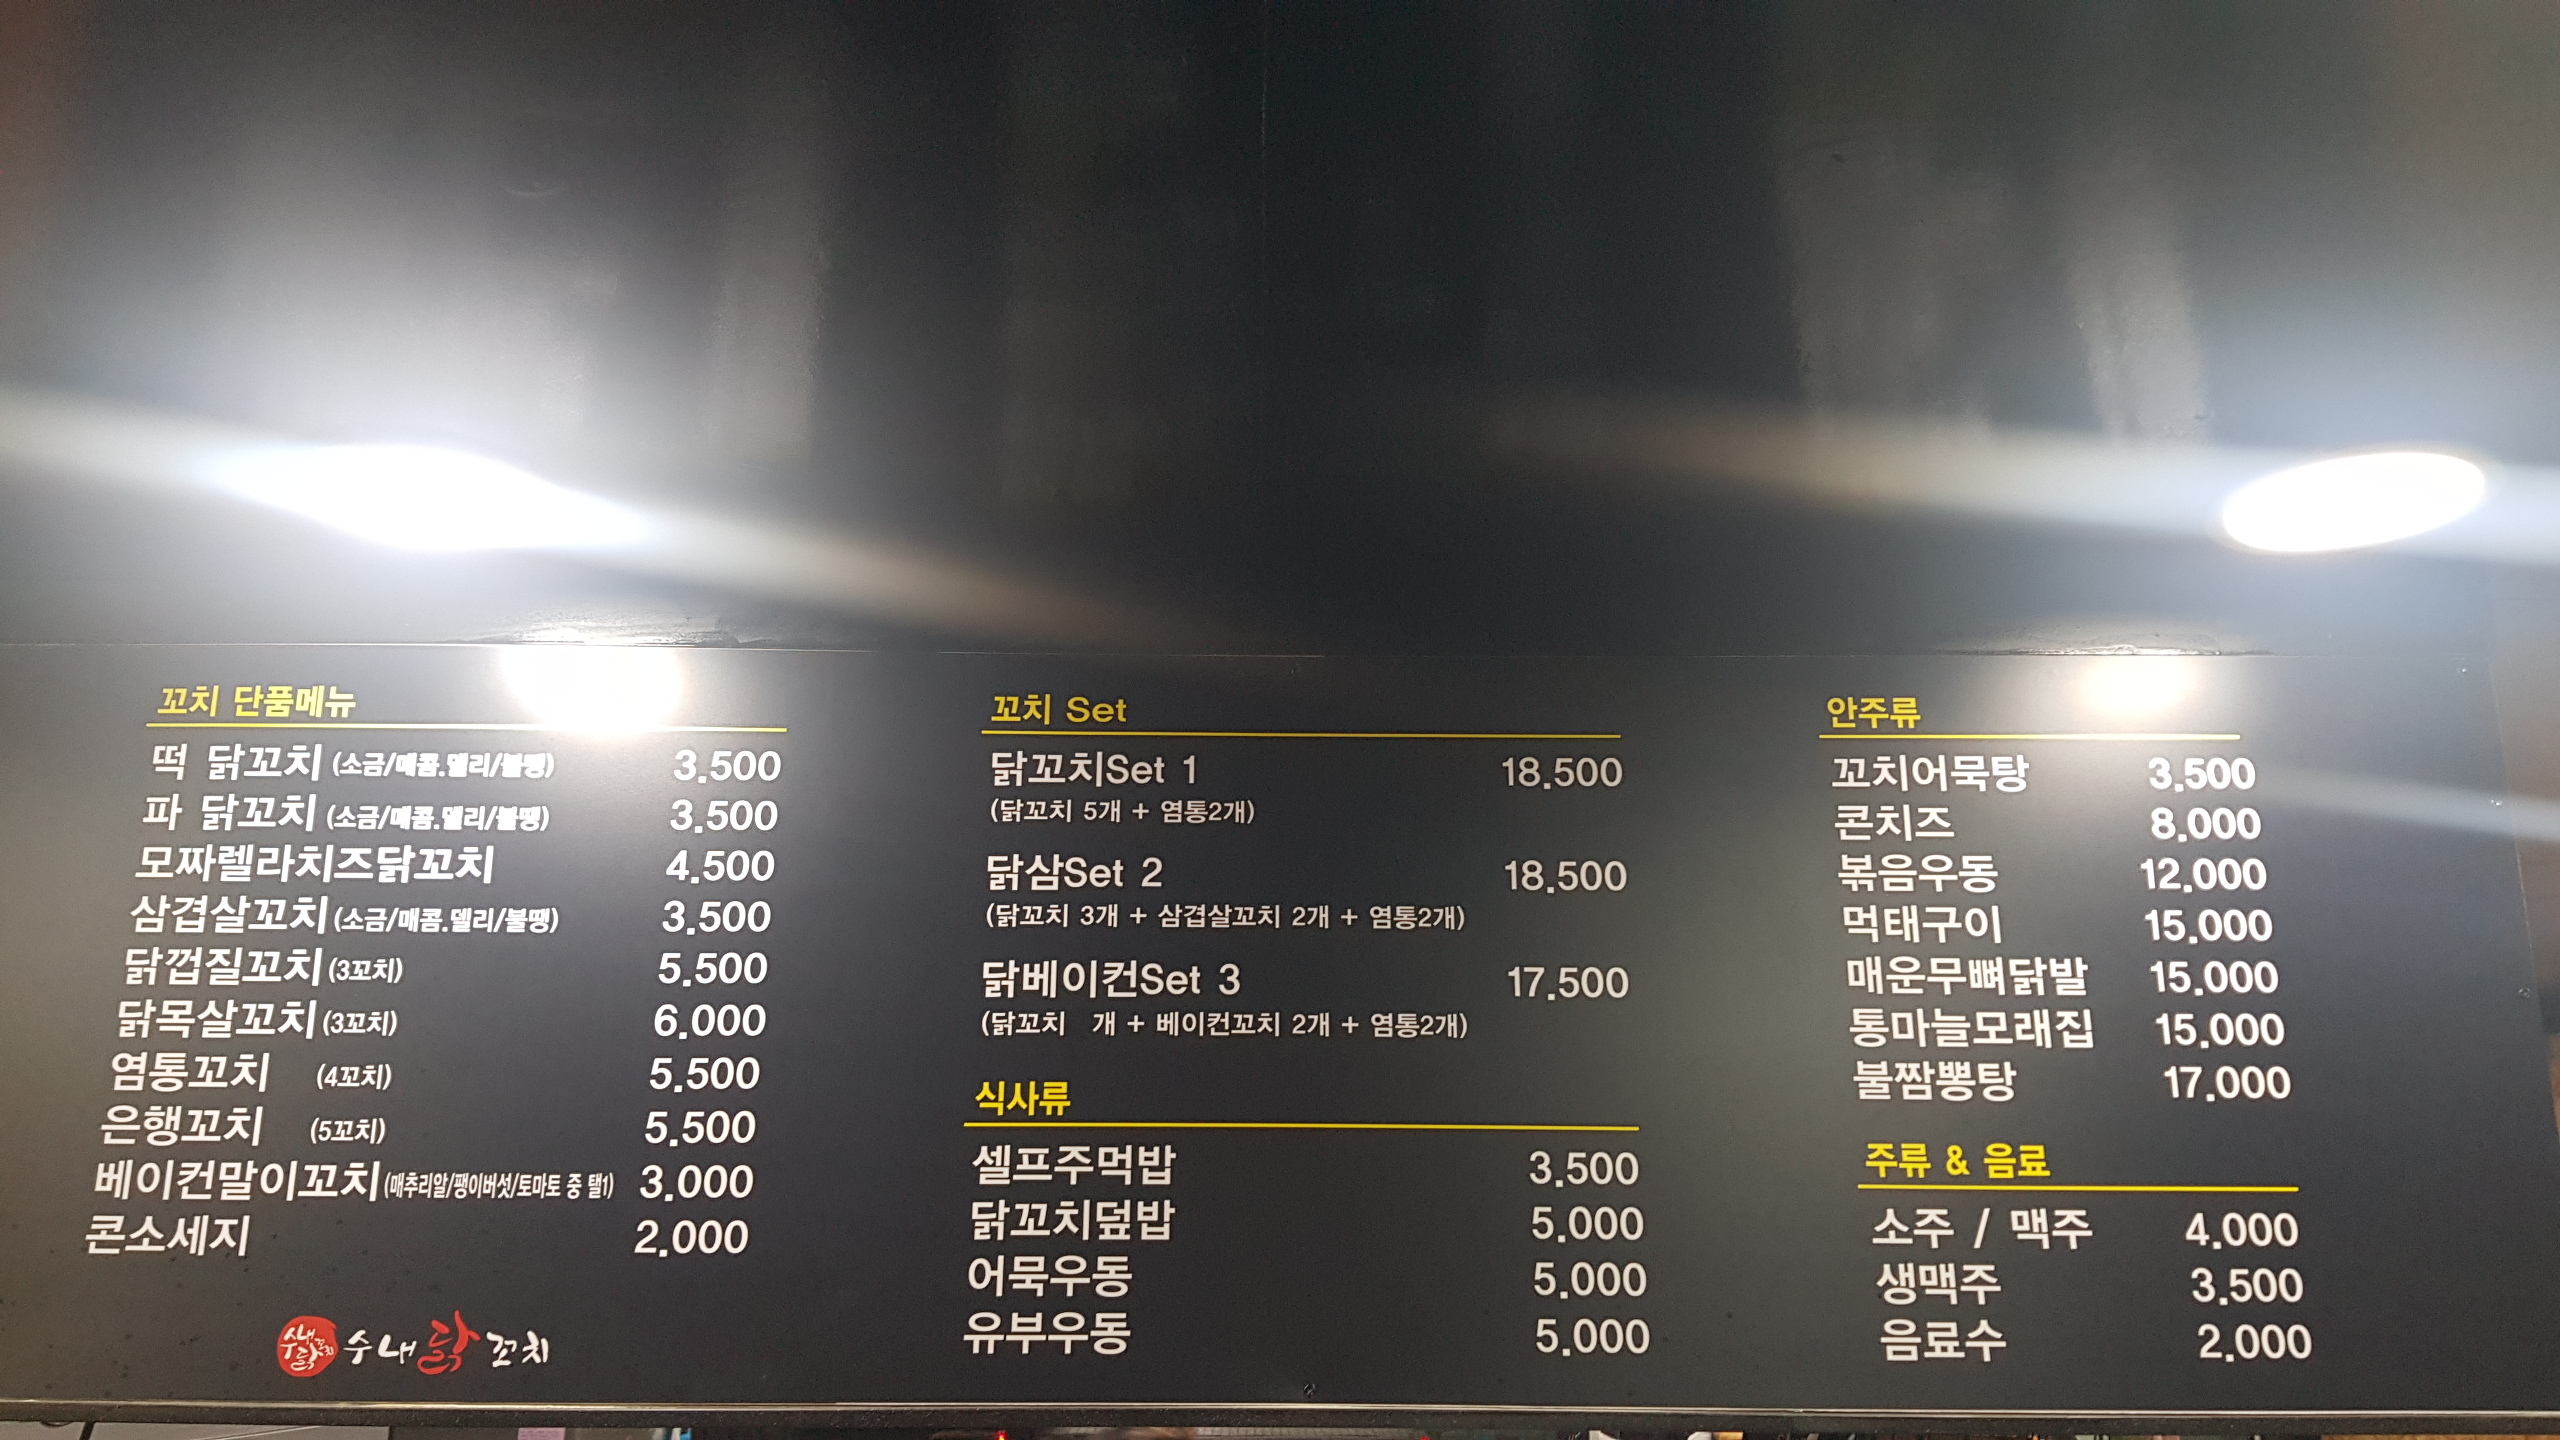 꼬치 단품메뉴
떡 닭꼬치 (소금/매콤.델리/불땡) 3.500
파 닭꼬치 (소금/매콤.델리/불땡) 3.500
모짜렐라치즈닭꼬치 4.500
삼겹살꼬치 (소금/매콤.델리/불땡) 3.500
닭껍질꼬치 (3꼬치) 5.500
닭목살꼬치 (3꼬치) 6.000
염통꼬치 (4꼬치) 5.500
은행꼬치 (5꼬치) 5.500
베이컨말이꼬치 (매추리알/팽이버섯/토마토 중 탤1) 3.000
콘소세지 2.000
수내닭꼬치 수내닭꼬치
꼬치 Set
닭꼬치Set 1 18.500
(닭꼬치 5개 + 염통2개)
닭삼Set 2 18.500
(닭꼬치 3개 + 삼겹살꼬치 2개 + 염통2개)
닭베이컨Set 3 17.500
(닭꼬치 개 + 베이컨꼬치 2개 + 염통2개)
식사류
셀프주먹밥 3.500
닭꼬치덮밥 5.000
어묵우동 5.000
유부우동 5.000
안주류
꼬치어묵탕 3.500
콘치즈 8.000
볶음우동 12.000
먹태구이 15.000
매운무뼈닭발 15.000
통마늘모래집 15.000
불짬뽕탕 17.000
주류 & 음료
소주 / 맥주 4.000
생맥주 3.500
음료수 2.000